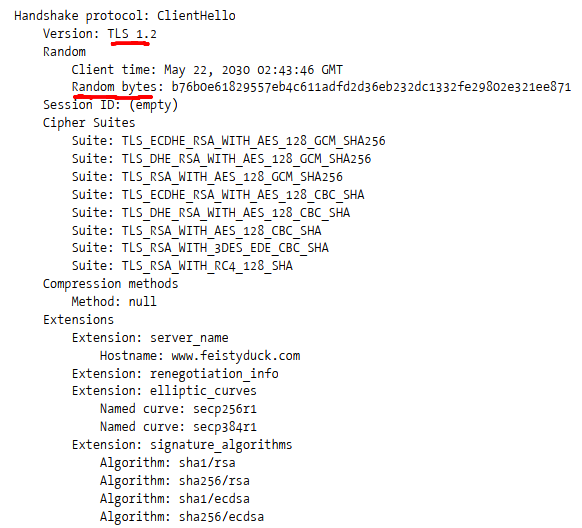 Handshake protocol: ClientHello
Version: TLS 1.2
Random
Client time: May 22, 2030 02:43:46 GMT
Random bytes: b76b0e61829557eb4c611adfd2d36eb232dc1332fe29802e321ee871
Session ID: (empty)
Cipher Suites
Suite: TLS_ECDHE_RSA_WITH_AES_128_GCM_SHA256
Suite: TLS_DHE_RSA_WITH_AES_128_GCM_SHA256
Suite: TLS_RSA_WITH_AES_128_GCM_SHA256
Suite: TLS_ECDHE_RSA_WITH_AES_128_CBC_SHA
Suite: TLS_DHE_RSA_WITH_AES_128_CBC_SHA
Suite: TLS_RSA_WITH_AES_128_CBC_SHA
Suite: TLS_RSA_WITH_3DES_EDE_CBC_SHA
Suite: TLS_RSA_WITH_RC4_128_SHA
Compression methods
Method: null
Extensions
Extension: server_name
Hostname: www.feistyduck.com
Extension: renegotiation_info
Extension: elliptic_curves
Named curve: secp256r1
Named curve: secp384r1
Extension: signature_algorithms
Algorithm: sha1/rsa
Algorithm: sha256/rsa
Algorithm: sha1/ecdsa
Algorithm: sha256/ecdsa